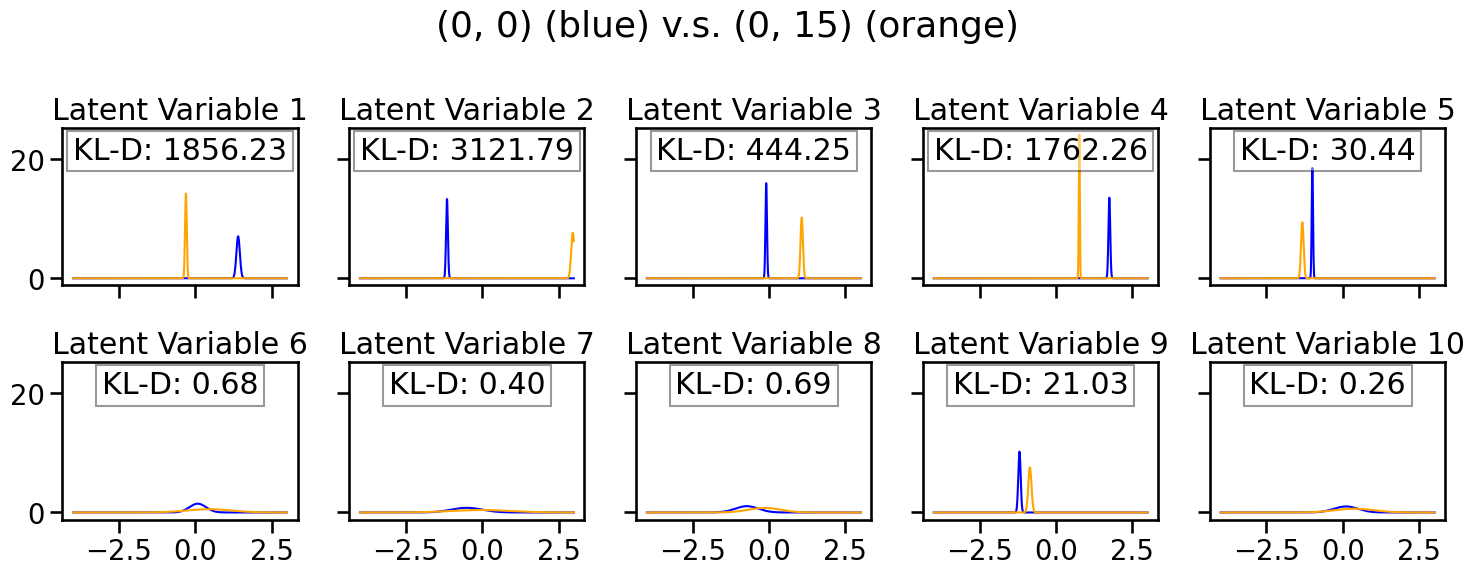 (0, 0) (blue) v.s. (0, 15) (orange)
Latent Variable 1 Latent Variable 2 Latent Variable 3 Latent Variable 4 Latent Variable 5
KL-D: 1856.23 KL-D: 3121.79 KL-D: 444.25 KL-D: 1762.26 KL-D: 30.44
20
0
Latent Variable 6 Latent Variable 7 Latent Variable 8 Latent Variable 9 Latent Variable 10
KL-D: 0.68 KL-D: 0.40 KL-D: 0.69 KL-D: 21.03 KL-D: 0.26
20
0
−2.5 0.0 2.5 −2.5 0.0 2.5 −2.5 0.0 2.5 −2.5 0.0 2.5 −2.5 0.0 2.5